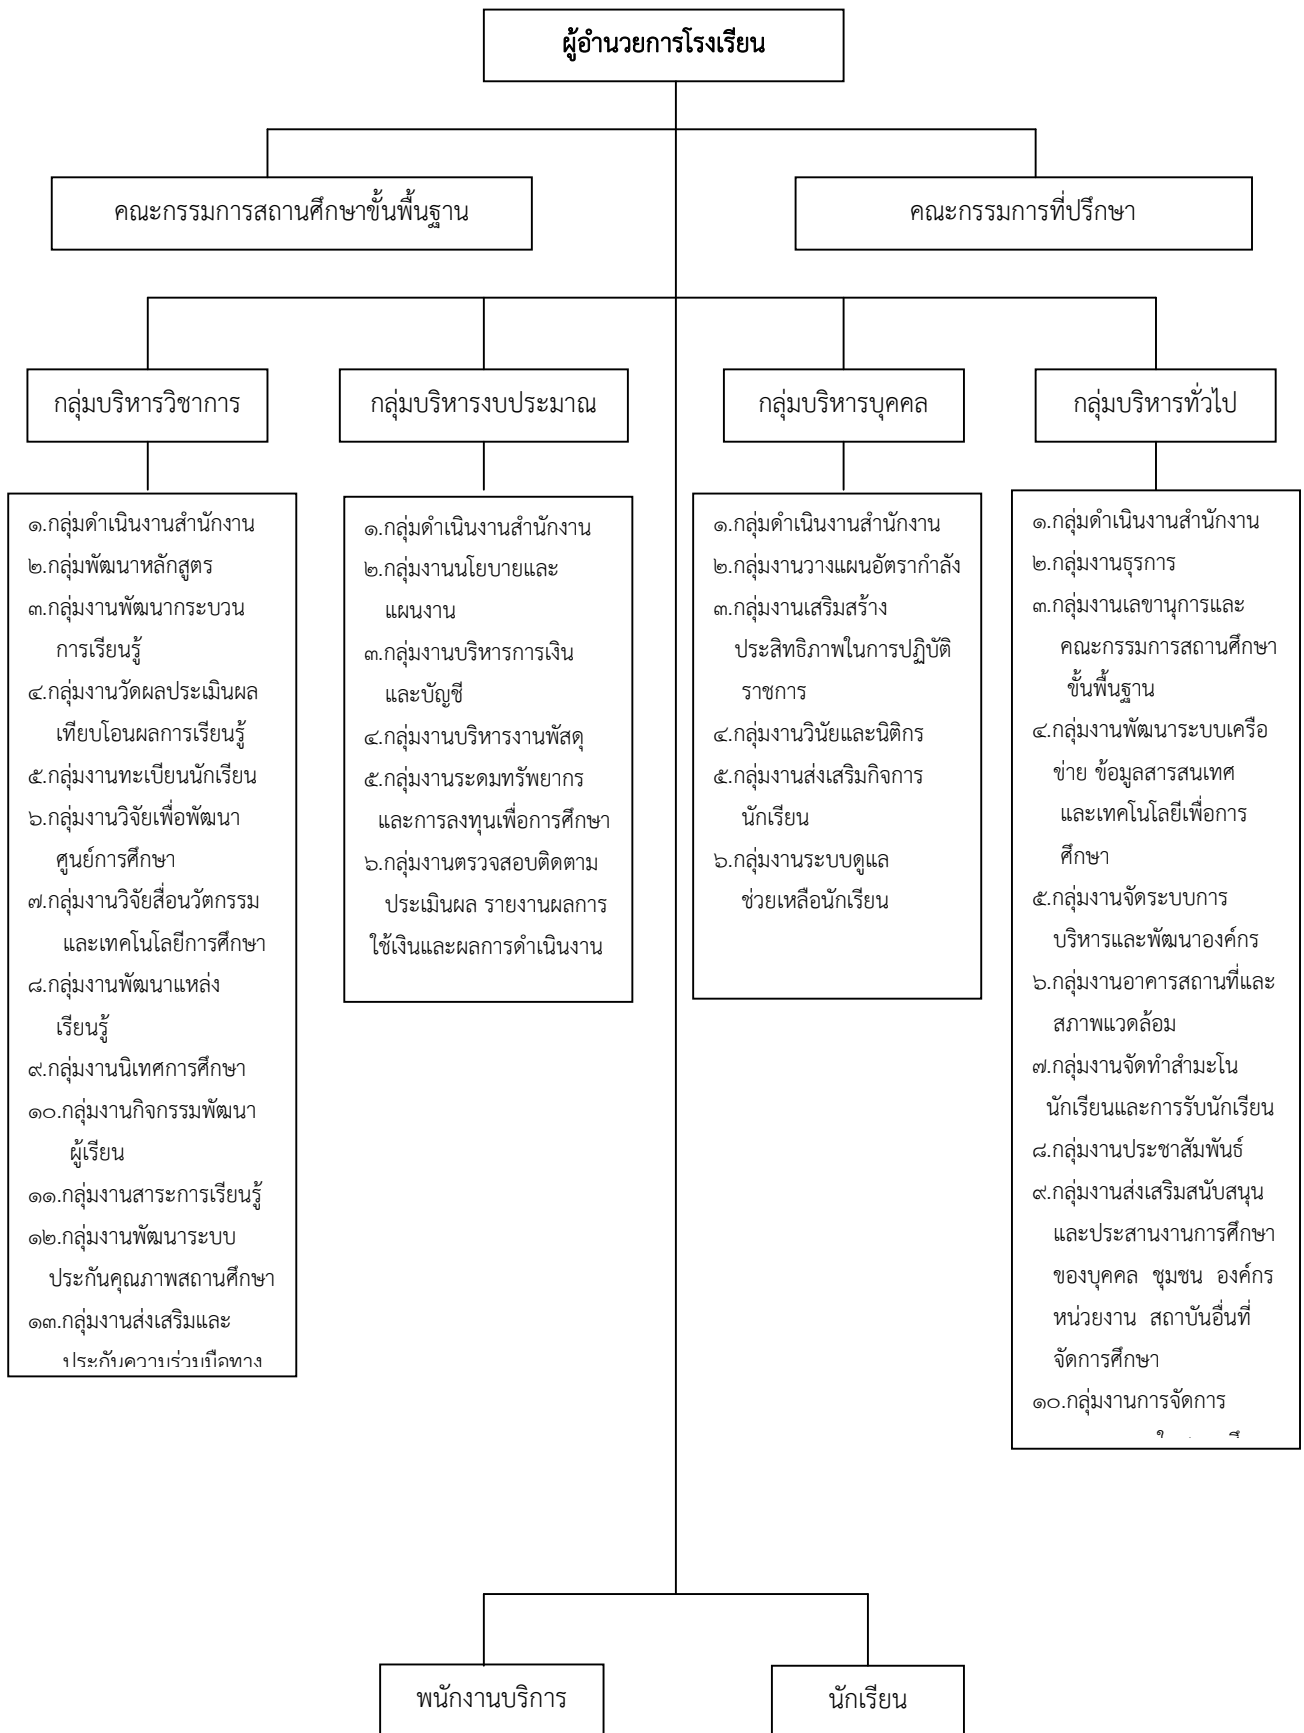 ผู้อำนวยการโรงเรียน
คณะกรรมการสถานศึกษาขั้นพื้นฐาน
คณะกรรมการที่ปรึกษา
กลุ่มบริหารวิชาการ
กลุ่มบริหารงบประมาณ
กลุ่มบริหารบุคคล
กลุ่มบริหารทั่วไป
๑.กลุ่มดำเนินงานสำนักงาน
๒.กลุ่มพัฒนาหลักสูตร
๓.กลุ่มงานพัฒนากระบวน
การเรียนรู้
๔.กลุ่มงานวัดผลประเมินผล
เทียบโอนผลการเรียนรู้
๕.กลุ่มงานทะเบียนนักเรียน
๖.กลุ่มงานวิจัยเพื่อพัฒนา
ศูนย์การศึกษา
๗.กลุ่มงานวิจัยสื่อนวัตกรรม
และเทคโนโลยีการศึกษา
๘.กลุ่มงานพัฒนาแหล่ง
เรียนรู้
๙.กลุ่มงานนิเทศการศึกษา
๑๐.กลุ่มงานกิจกรรมพัฒนา
ผู้เรียน
๑๑.กลุ่มงานสาระการเรียนรู้
๑๒.กลุ่มงานพัฒนาระบบ
ประกันคุณภาพสถานศึกษา
๑๓.กลุ่มงานส่งเสริมและ
ประกันความร่วมมือทาง
๑.กลุ่มดำเนินงานสำนักงาน
๒.กลุ่มงานนโยบายและ
แผนงาน
๓.กลุ่มงานบริหารการเงิน
และบัญชี
๔.กลุ่มงานบริหารงานพัสดุ
๕.กลุ่มงานระดมทรัพยากร
และการลงทุนเพื่อการศึกษา
๖.กลุ่มงานตรวจสอบติดตาม
ประเมินผล รายงานผลการ
ใช้เงินและผลการดำเนินงาน
๑.กลุ่มดำเนินงานสำนักงาน
๒.กลุ่มงานวางแผนอัตรากำลัง
๓.กลุ่มงานเสริมสร้าง
ประสิทธิภาพในการปฏิบัติ
ราชการ
๔.กลุ่มงานวินัยและนิติกร
๕.กลุ่มงานส่งเสริมกิจการ
นักเรียน
๖.กลุ่มงานระบบดูแล
ช่วยเหลือนักเรียน
๑.กลุ่มดำเนินงานสำนักงาน
๒.กลุ่มงานธุรการ
๓.กลุ่มงานเลขานุการและ
คณะกรรมการสถานศึกษา
ขั้นพื้นฐาน
๔.กลุ่มงานพัฒนาระบบเครือ
ข่าย ข้อมูลสารสนเทศ
และเทคโนโลยีเพื่อการ
ศึกษา
๕.กลุ่มงานจัดระบบการ
บริหารและพัฒนาองค์กร
๖.กลุ่มงานอาคารสถานที่และ
สภาพแวดล้อม
๗.กลุ่มงานจัดทำสำมะโน
นักเรียนและการรับนักเรียน
๘.กลุ่มงานประชาสัมพันธ์
๙.กลุ่มงานส่งเสริมสนับสนุน
และประสานงานการศึกษา
ของบุคคล ชุมชน องค์กร
หน่วยงาน สถาบันอื่นที่
จัดการศึกษา
๑๐.กลุ่มงานการจัดการ
พนักงานบริการ
นักเรียน